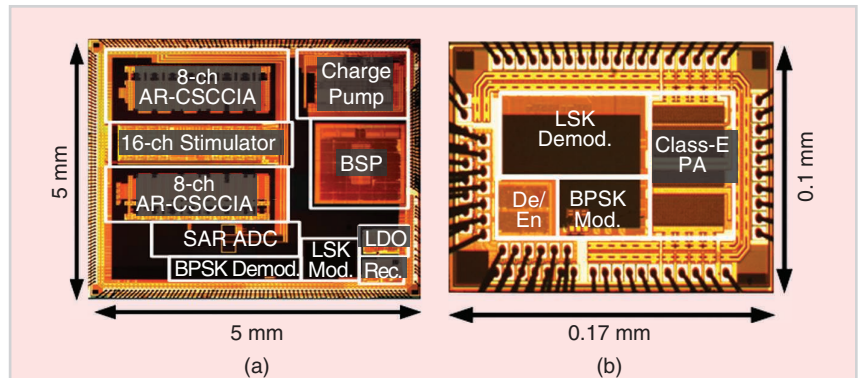 8-ch
AR-CSCCIA
Charge
Pump
16-ch Stimulator
BSP
8-ch
AR-CSCCIA
SAR ADC
LDO
BPSK Demod.
LSK
Mod.
Rec.
5 mm
5 mm
(a)
LSK
Demod.
Class-E
PA
De/
En
BPSK
Mod.
0.1 mm
0.17 mm
(b)